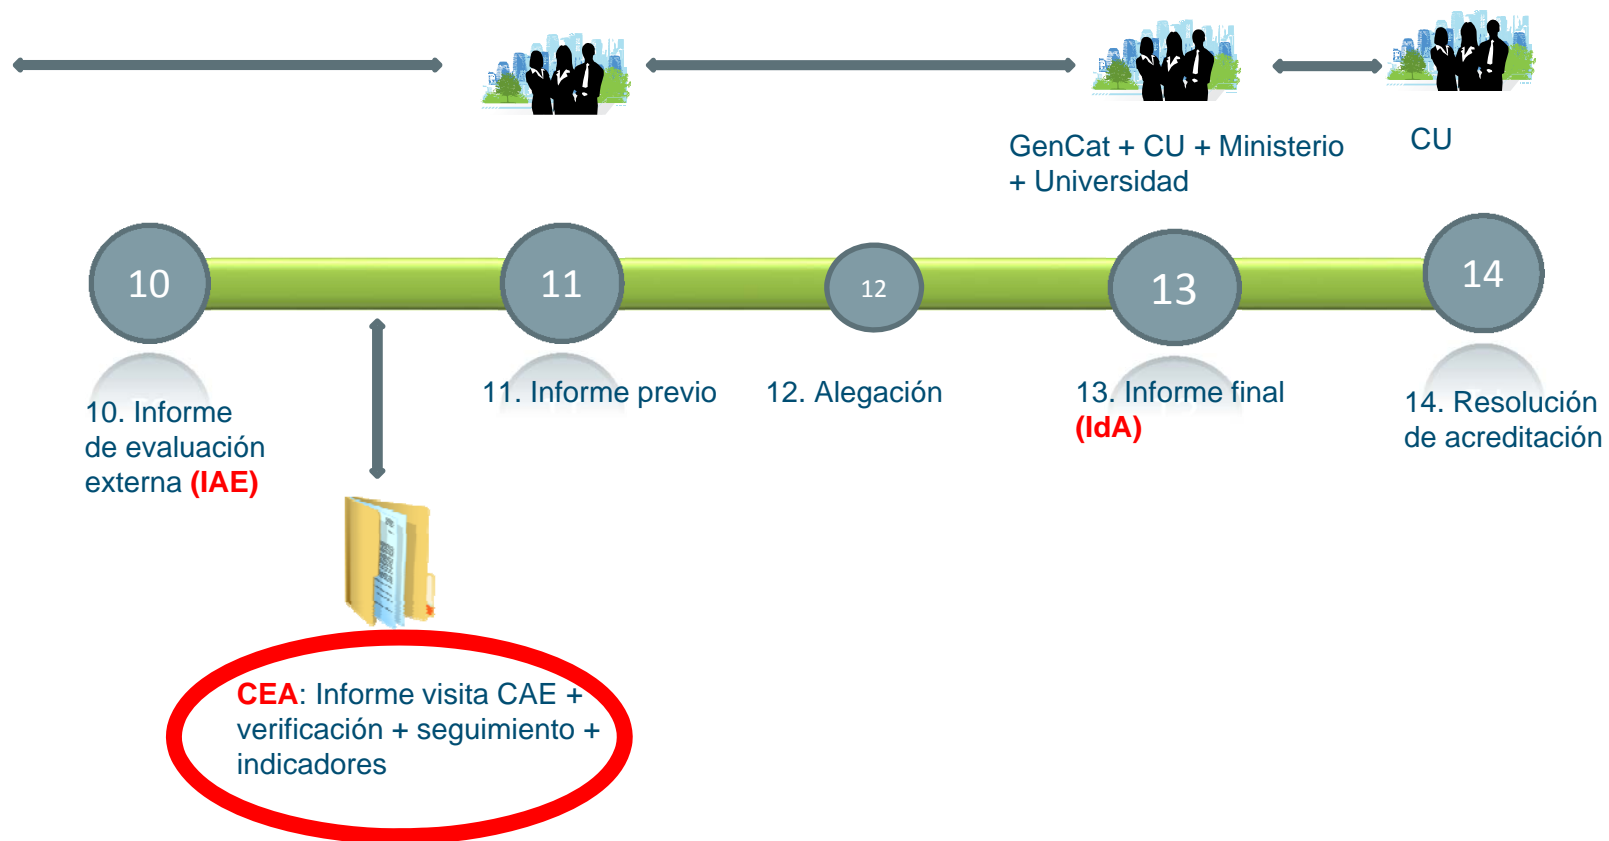 GenCat + CU + Ministerio
+ Universidad
CU
10
11
12
13
14
10. Informe
de evaluación
externa (IAE)
11. Informe previo
12. Alegación
13. Informe final
(IdA)
14. Resolución
de acreditación
CEA: Informe visita CAE +
verificación + seguimiento +
indicadores